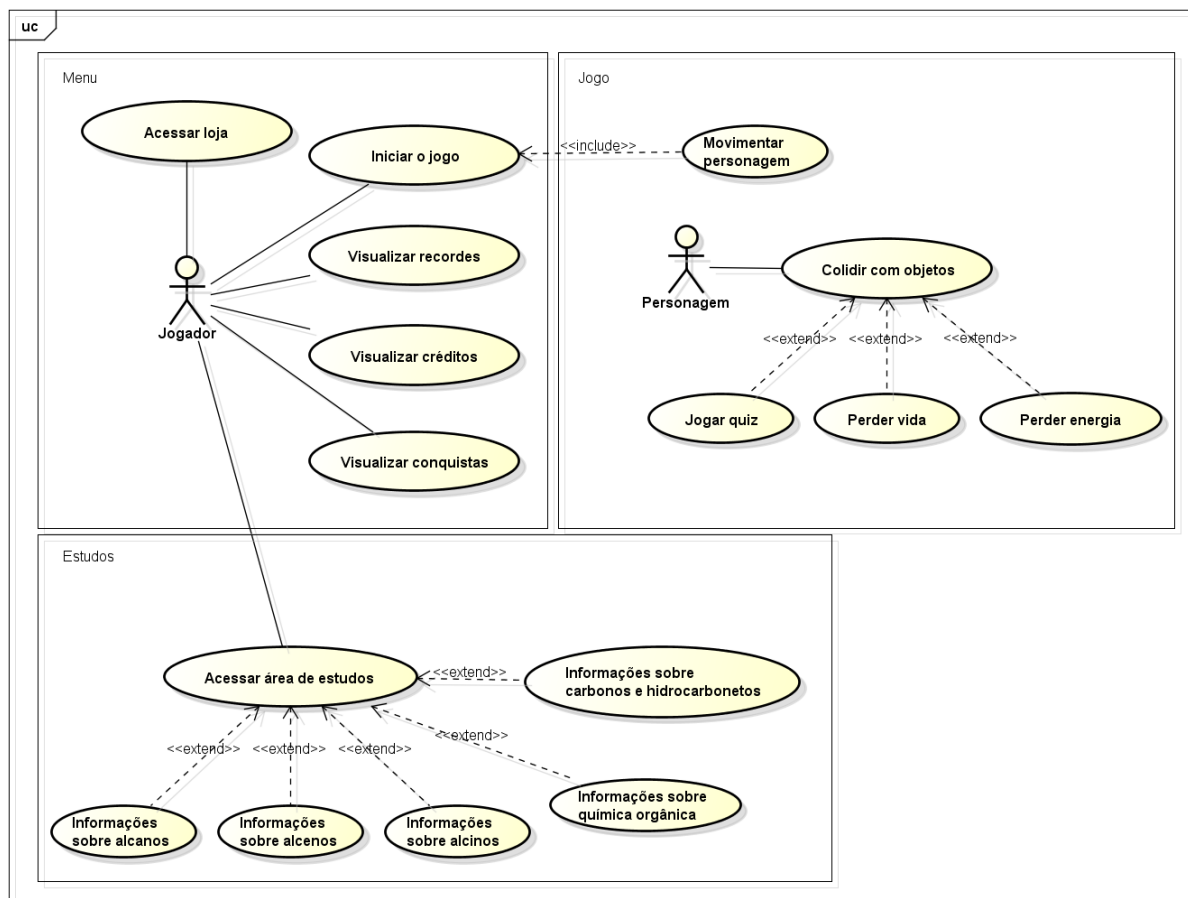 uc
Menu
Acessar loja
Iniciar o jogo
Visualizar recordes
Jogador
Visualizar créditos
Visualizar conquistas
Jogo
<<include>>
Movimentar
personagem
Personagem
Colidir com objetos
<<extend>>
<<extend>>
<<extend>>
Jogar quiz
Perder vida
Perder energia
Estudos
Acessar área de estudos
<<extend>>
Informações sobre
carbonos e hidrocarbonetos
<<extend>>
<<extend>>
<<extend>>
<<extend>>
Informações
sobre alcanos
Informações
sobre alcenos
Informações
sobre alcinos
Informações sobre
química orgânica